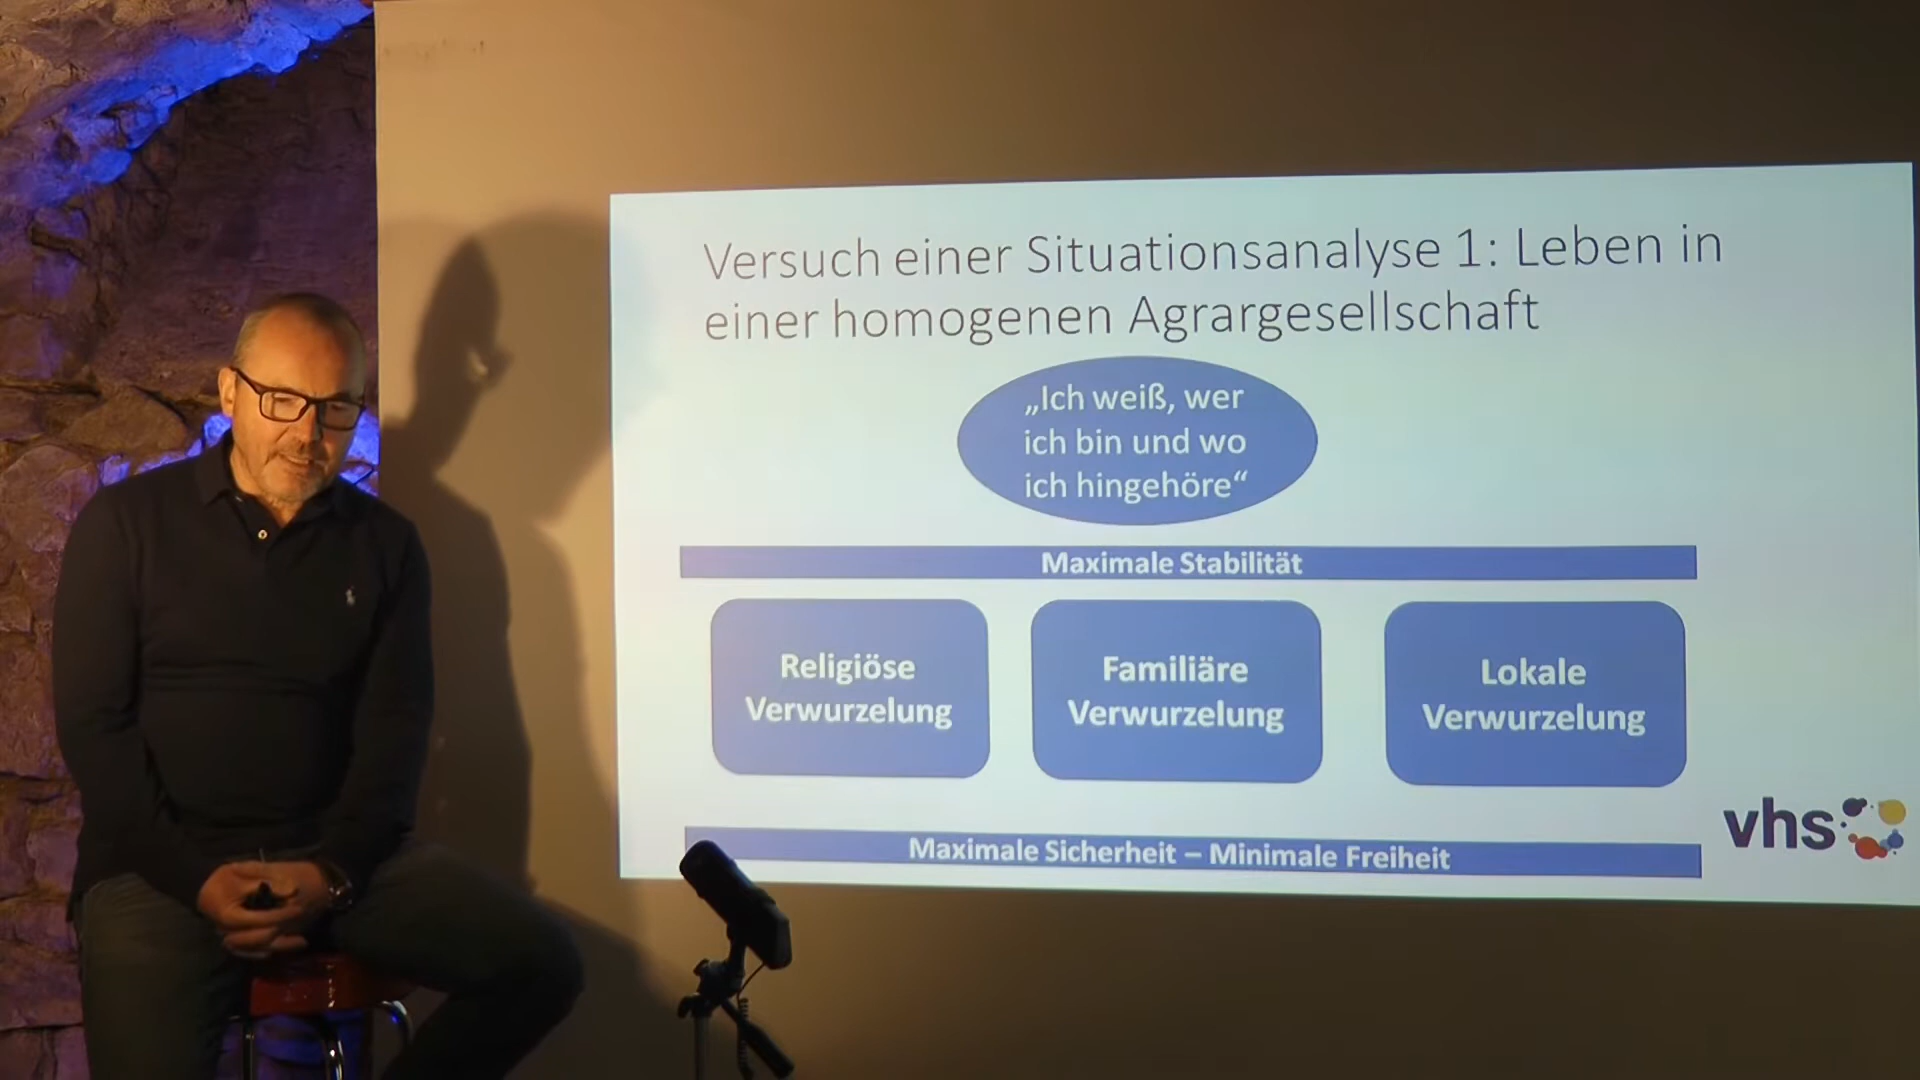 Versuch einer Situationsanalyse 1: Leben in
einer homogenen Agrargesellschaft
„Ich weiß, wer
ich bin und wo
ich hingehöre“
Maximale Stabilität
Religiöse
Verwurzelung
Familiäre
Verwurzelung
Lokale
Verwurzelung
Maximale Sicherheit – Minimale Freiheit
vhs